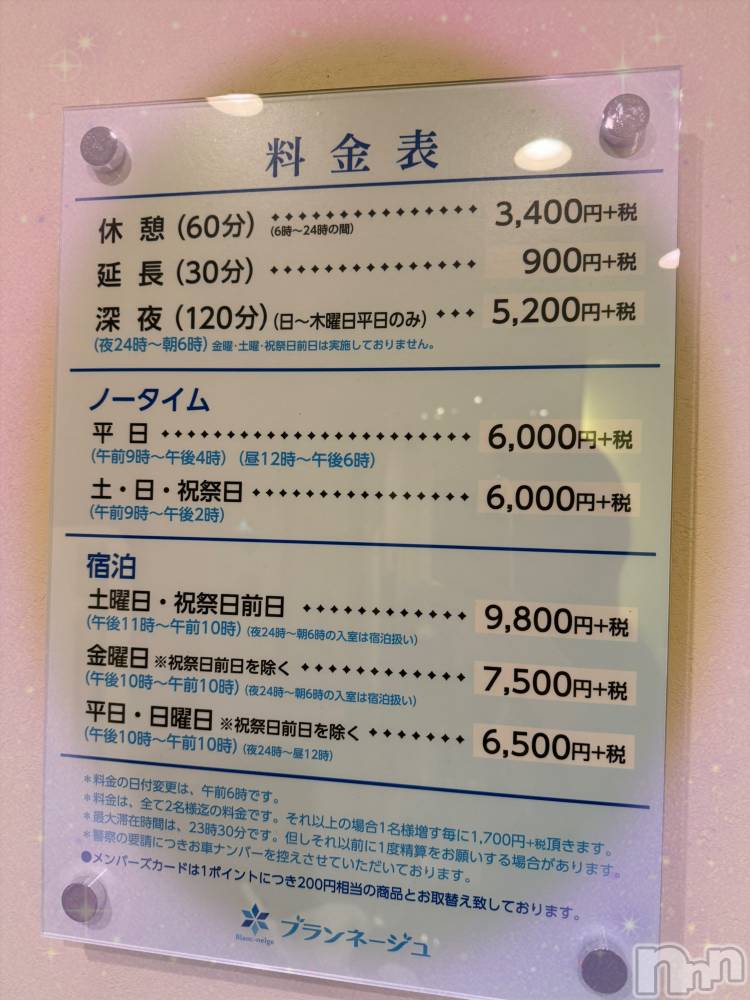 料金表
休憩(60分)(6時～24時の間) 3,400円+税
延長(30分) 900円+税
深夜(120分)(日～木曜日平日のみ) 5,200円+税
(夜24時～朝6時)金曜・土曜・祝祭日前日は実施しておりません。
ノータイム
平日 6,000円+税
(午前9時～午後4時)(昼12時～午後6時)
土・日・祝祭日 6,000円+税
(午前9時～午後2時)
宿泊
土曜日・祝祭日前日 9,800円+税
(午後11時～午前10時)(夜24時～朝6時の入室は宿泊扱い)
金曜日※祝祭日前日を除く 7,500円+税
(午後10時～午前10時)(夜24時～朝6時の入室は宿泊扱い)
平日・日曜日※祝祭日前日を除く 6,500円+税
(午後10時～午前10時)(夜24時～昼12時)
*料金の日付変更は、午前6時です。
*料金は、全て2名様迄の料金です。それ以上の場合1名様増す毎に1,700円+税頂きます。
*最大滞在時間は、23時30分です。但しそれ以前に1度精算をお願いする場合があります。
*警察の要請につきお車ナンバーを控えさせていただいております。
●メンバーズカードは1ポイントにつき200円相当の商品とお取替え致しております。
Blanc-neige ブランネージュ
nnn